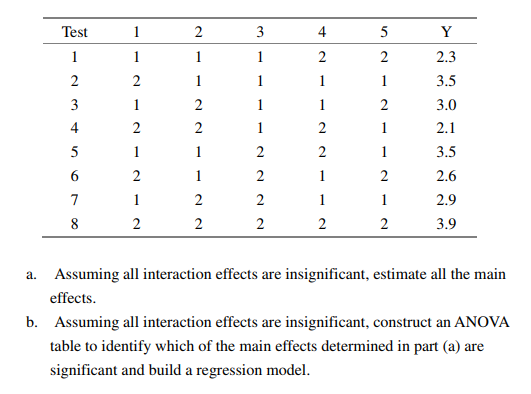 Test 1 2 3 4 5 Y
1 1 1 1 2 2 2.3
2 2 1 1 1 1 3.5
3 1 2 1 1 2 3.0
4 2 2 1 2 1 2.1
5 1 1 2 2 1 3.5
6 2 1 2 1 2 2.6
7 1 2 2 1 1 2.9
8 2 2 2 2 2 3.9
a. Assuming all interaction effects are insignificant, estimate all the main
effects.
b. Assuming all interaction effects are insignificant, construct an ANOVA
table to identify which of the main effects determined in part (a) are
significant and build a regression model.